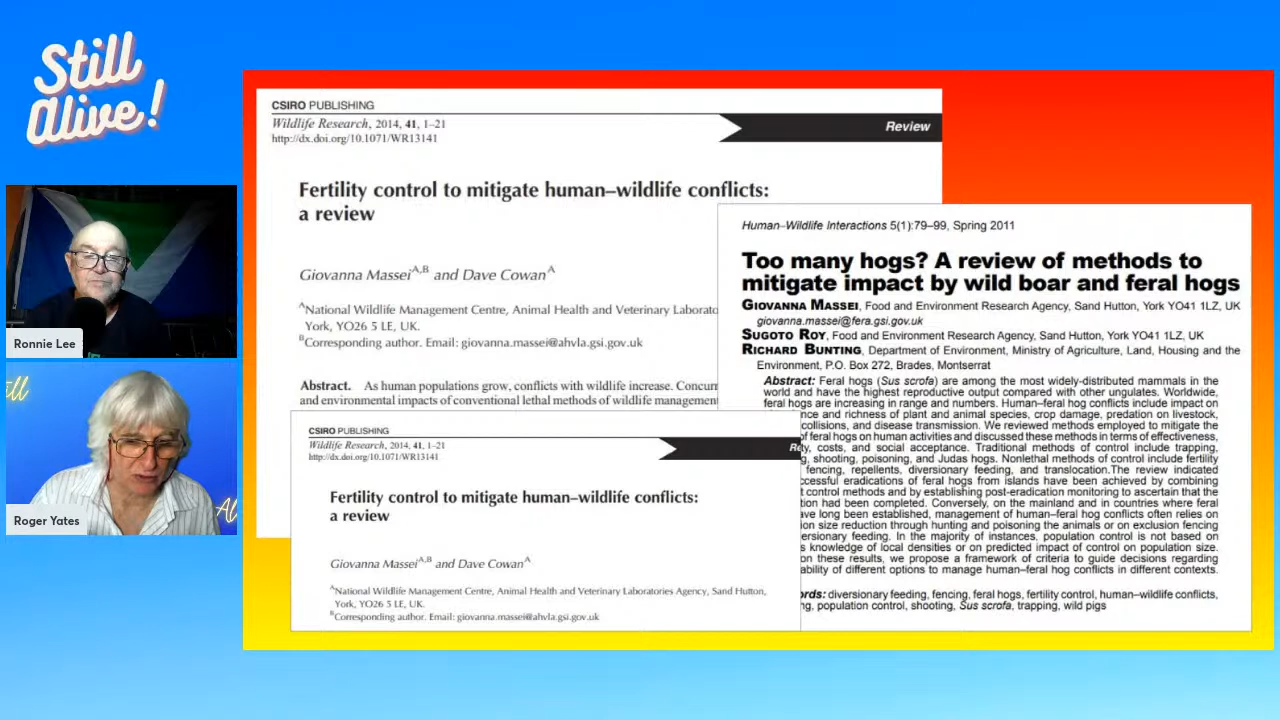 Still
Alive!
CSIRO PUBLISHING
Wildlife Research, 2014, 41, 1–21
http://dx.doi.org/10.1071/WR13141
Review
Fertility control to mitigate human–wildlife conflicts:
a review
Giovanna Massei A,B and Dave Cowan A
A National Wildlife Management Centre, Animal Health and Veterinary
York, YO26 5 LE, UK.
B Corresponding author. Email: giovanna.massei@ahvla.gsi.gov.uk
Abstract. As human populations grow, conflicts with wildlife increase.
and environmental impacts of conventional lethal methods of wildlife management
Human–Wildlife Interactions 5(1):79–99, Spring 2011
Too many hogs? A review of methods to
mitigate impact by wild boar and feral hogs
GIOVANNA MASSEI, Food and Environment Research Agency, Sand Hutton, York YO41 1LZ, UK
giovanna.massei@fera.gsi.gov.uk
SUGOTO ROY, Food and Environment Research Agency, Sand Hutton, York YO41 1LZ, UK
RICHARD BUNTING, Department of Environment, Ministry of Agriculture, Land, Housing and the
Environment, P.O. Box 272, Brades, Montserrat
Abstract: Feral hogs (Sus scrofa) are among the most widely-distributed mammals in the
world and have the highest reproductive output compared with other ungulates. Worldwide,
feral hogs are increasing in range and numbers. Human–feral hog conflicts include impact on
and richness of plant and animal species, crop damage, predation on livestock,
collisions, and disease transmission. We reviewed methods employed to mitigate the
of feral hogs on human activities and discussed these methods in terms of effectiveness,
costs, and social acceptance. Traditional methods of control include trapping,
shooting, poisoning, and Judas hogs. Nonlethal methods of control include fertility
fencing, repellents, diversionary feeding, and translocation.The review indicated
eradications of feral hogs from islands have been achieved by combining
control methods and by establishing post-eradication monitoring to ascertain that the
had been completed. Conversely, on the mainland and in countries where feral
long been established, management of human–feral hog conflicts often relies on
size reduction through hunting and poisoning the animals or on exclusion fencing
feeding. In the majority of instances, population control is not based on
knowledge of local densities or on predicted impact of control on population size.
on these results, we propose a framework of criteria to guide decisions regarding
of different options to manage human–feral hog conflicts in different contexts.
diversionary feeding, fencing, feral hogs, fertility control, human–wildlife conflicts,
population control, shooting, Sus scrofa, trapping, wild pigs
CSIRO PUBLISHING
Wildlife Research, 2014, 41, 1–21
http://dx.doi.org/10.1071/WR13141
Fertility control to mitigate human–wildlife conflicts:
a review
Giovanna Massei A,B and Dave Cowan A
A National Wildlife Management Centre, Animal Health and Veterinary Laboratories Agency, Sand Hutton,
York, YO26 5 LE, UK.
B Corresponding author. Email: giovanna.massei@ahvla.gsi.gov.uk
Ronnie Lee
Roger Yates